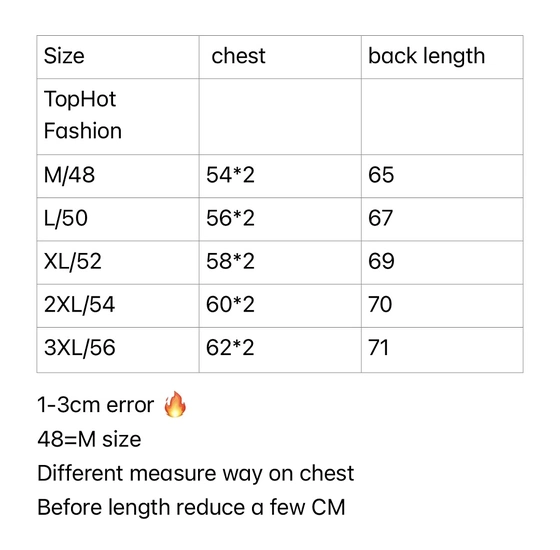 Size chest back length
TopHot
Fashion
M/48 54*2 65
L/50 56*2 67
XL/52 58*2 69
2XL/54 60*2 70
3XL/56 62*2 71
1-3cm error 🔥
48=M size
Different measure way on chest
Before length reduce a few CM